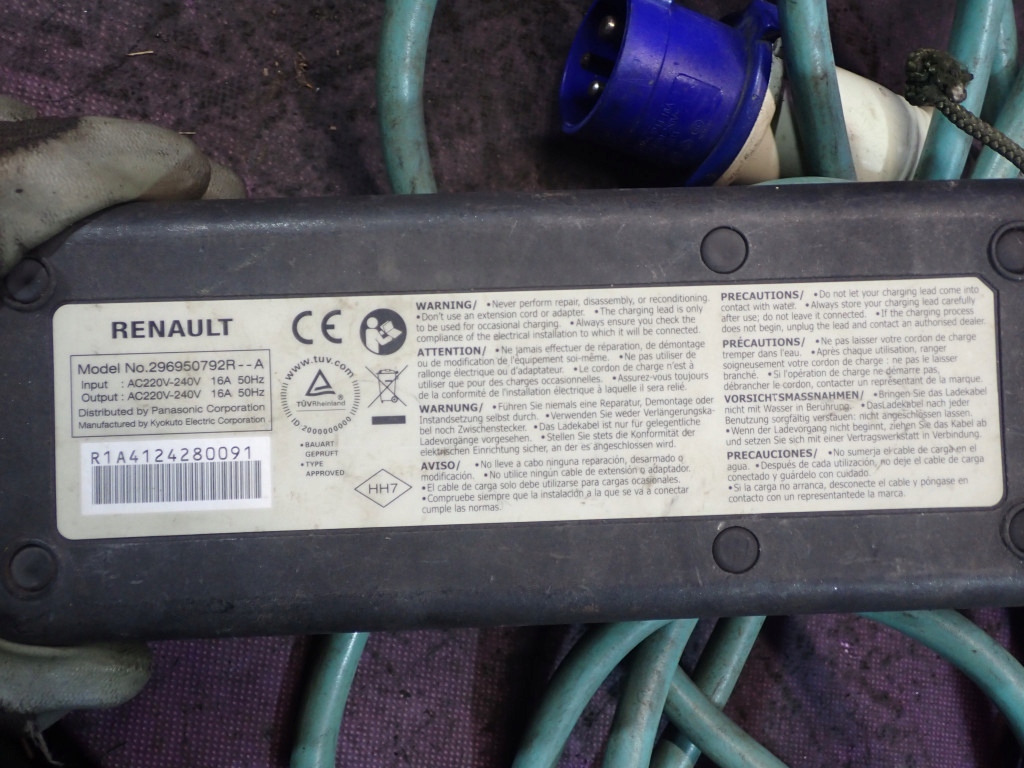 RENAULT
Model No.296950792R--A
Input : AC220V-240V 16A 50Hz
Output : AC220V-240V 16A 50Hz
Distributed by Panasonic Corporation
Manufactured by Kyokuto Electric Corporation
R1A4124280091
CE
www.tuv.com
TÜVRheinland®
ID:0000000000
•BAUART
GEPRÜFT
•TYPE
APPROVED
HH7
WARNING/ •Never perform repair, disassembly, or reconditioning.
•Don't use an extension cord or adapter. •The charging lead is only
to be used for occasional charging. •Always ensure you check the
compliance of the electrical installation to which it will be connected.
ATTENTION/ •Ne jamais effectuer de réparation, de démontage
ou de modification de l'équipement soi-même. •Ne pas utiliser de
rallonge électrique ou d'adaptateur. •Le cordon de charge n'est à
utiliser que pour des charges occasionnelles. •Assurez-vous toujours
de la conformité de l'installation électrique à laquelle il sera relié.
WARNUNG/ •Führen Sie niemals eine Reparatur, Demontage oder
Instandsetzung selbst durch. •Verwenden Sie weder Verlängerungska-
bel noch Zwischenstecker. •Das Ladekabel ist nur für gelegentliche
Ladevorgänge vorgesehen. •Stellen Sie stets die Konformität der
elektrischen Einrichtung sicher, an der es angeschlossen wird.
AVISO/ •No lleve a cabo ninguna reparación, desarmado o
modificación. •No utilice ningún cable de extensión o adaptador.
•El cable de carga solo debe utilizarse para cargas ocasionales.
•Compruebe siempre que la instalación a la que se va a conectar
cumple las normas.
PRECAUTIONS/ •Do not let your charging lead come into
contact with water. •Always store your charging lead carefully
after use; do not leave it connected. •If the charging process
does not begin, unplug the lead and contact an authorised dealer.
PRÉCAUTIONS/ •Ne pas laisser votre cordon de charge
tremper dans l'eau. •Après chaque utilisation, ranger
soigneusement votre cordon de charge : ne pas le laisser
branché. •Si l'opération de charge ne démarre pas,
débrancher le cordon, contacter un représentant de la marque.
VORSICHTSMASSNAHMEN/ •Bringen Sie das Ladekabel
nicht mit Wasser in Berührung. •Das Ladekabel nach jeder
Benutzung sorgfältig verstauen: nicht angeschlossen lassen.
•Wenn der Ladevorgang nicht beginnt, ziehen Sie das Kabel ab
und setzen Sie sich mit einer Vertragswerkstatt in Verbindung.
PRECAUCIONES/ •No sumerja el cable de carga en el
agua. •Después de cada utilización, no deje el cable de carga
conectado y guárdelo con cuidado.
•Si la carga no arranca, desconecte el cable y póngase en
contacto con un representantede la marca.